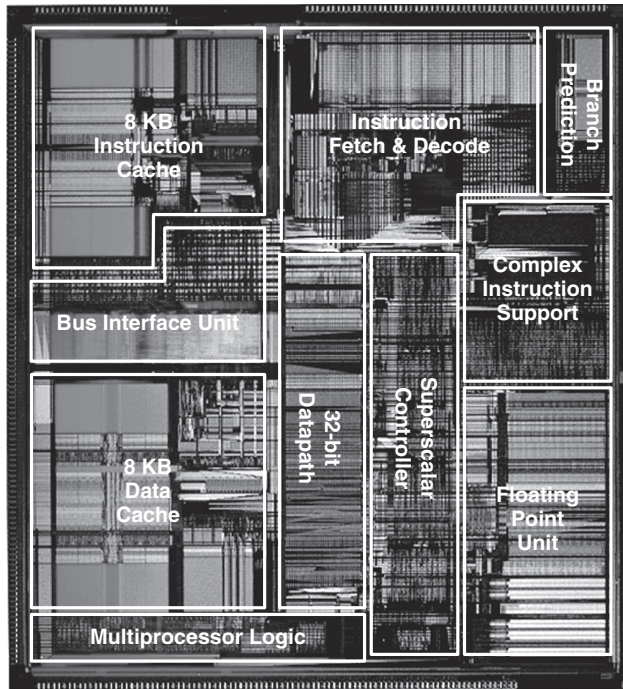 8 KB
Instruction
Cache
Instruction
Fetch & Decode
Branch
Prediction
Complex
Instruction
Support
Bus Interface Unit
8 KB
Data
Cache
32-bit
Datapath
Superscalar
Controller
Floating
Point
Unit
Multiprocessor Logic